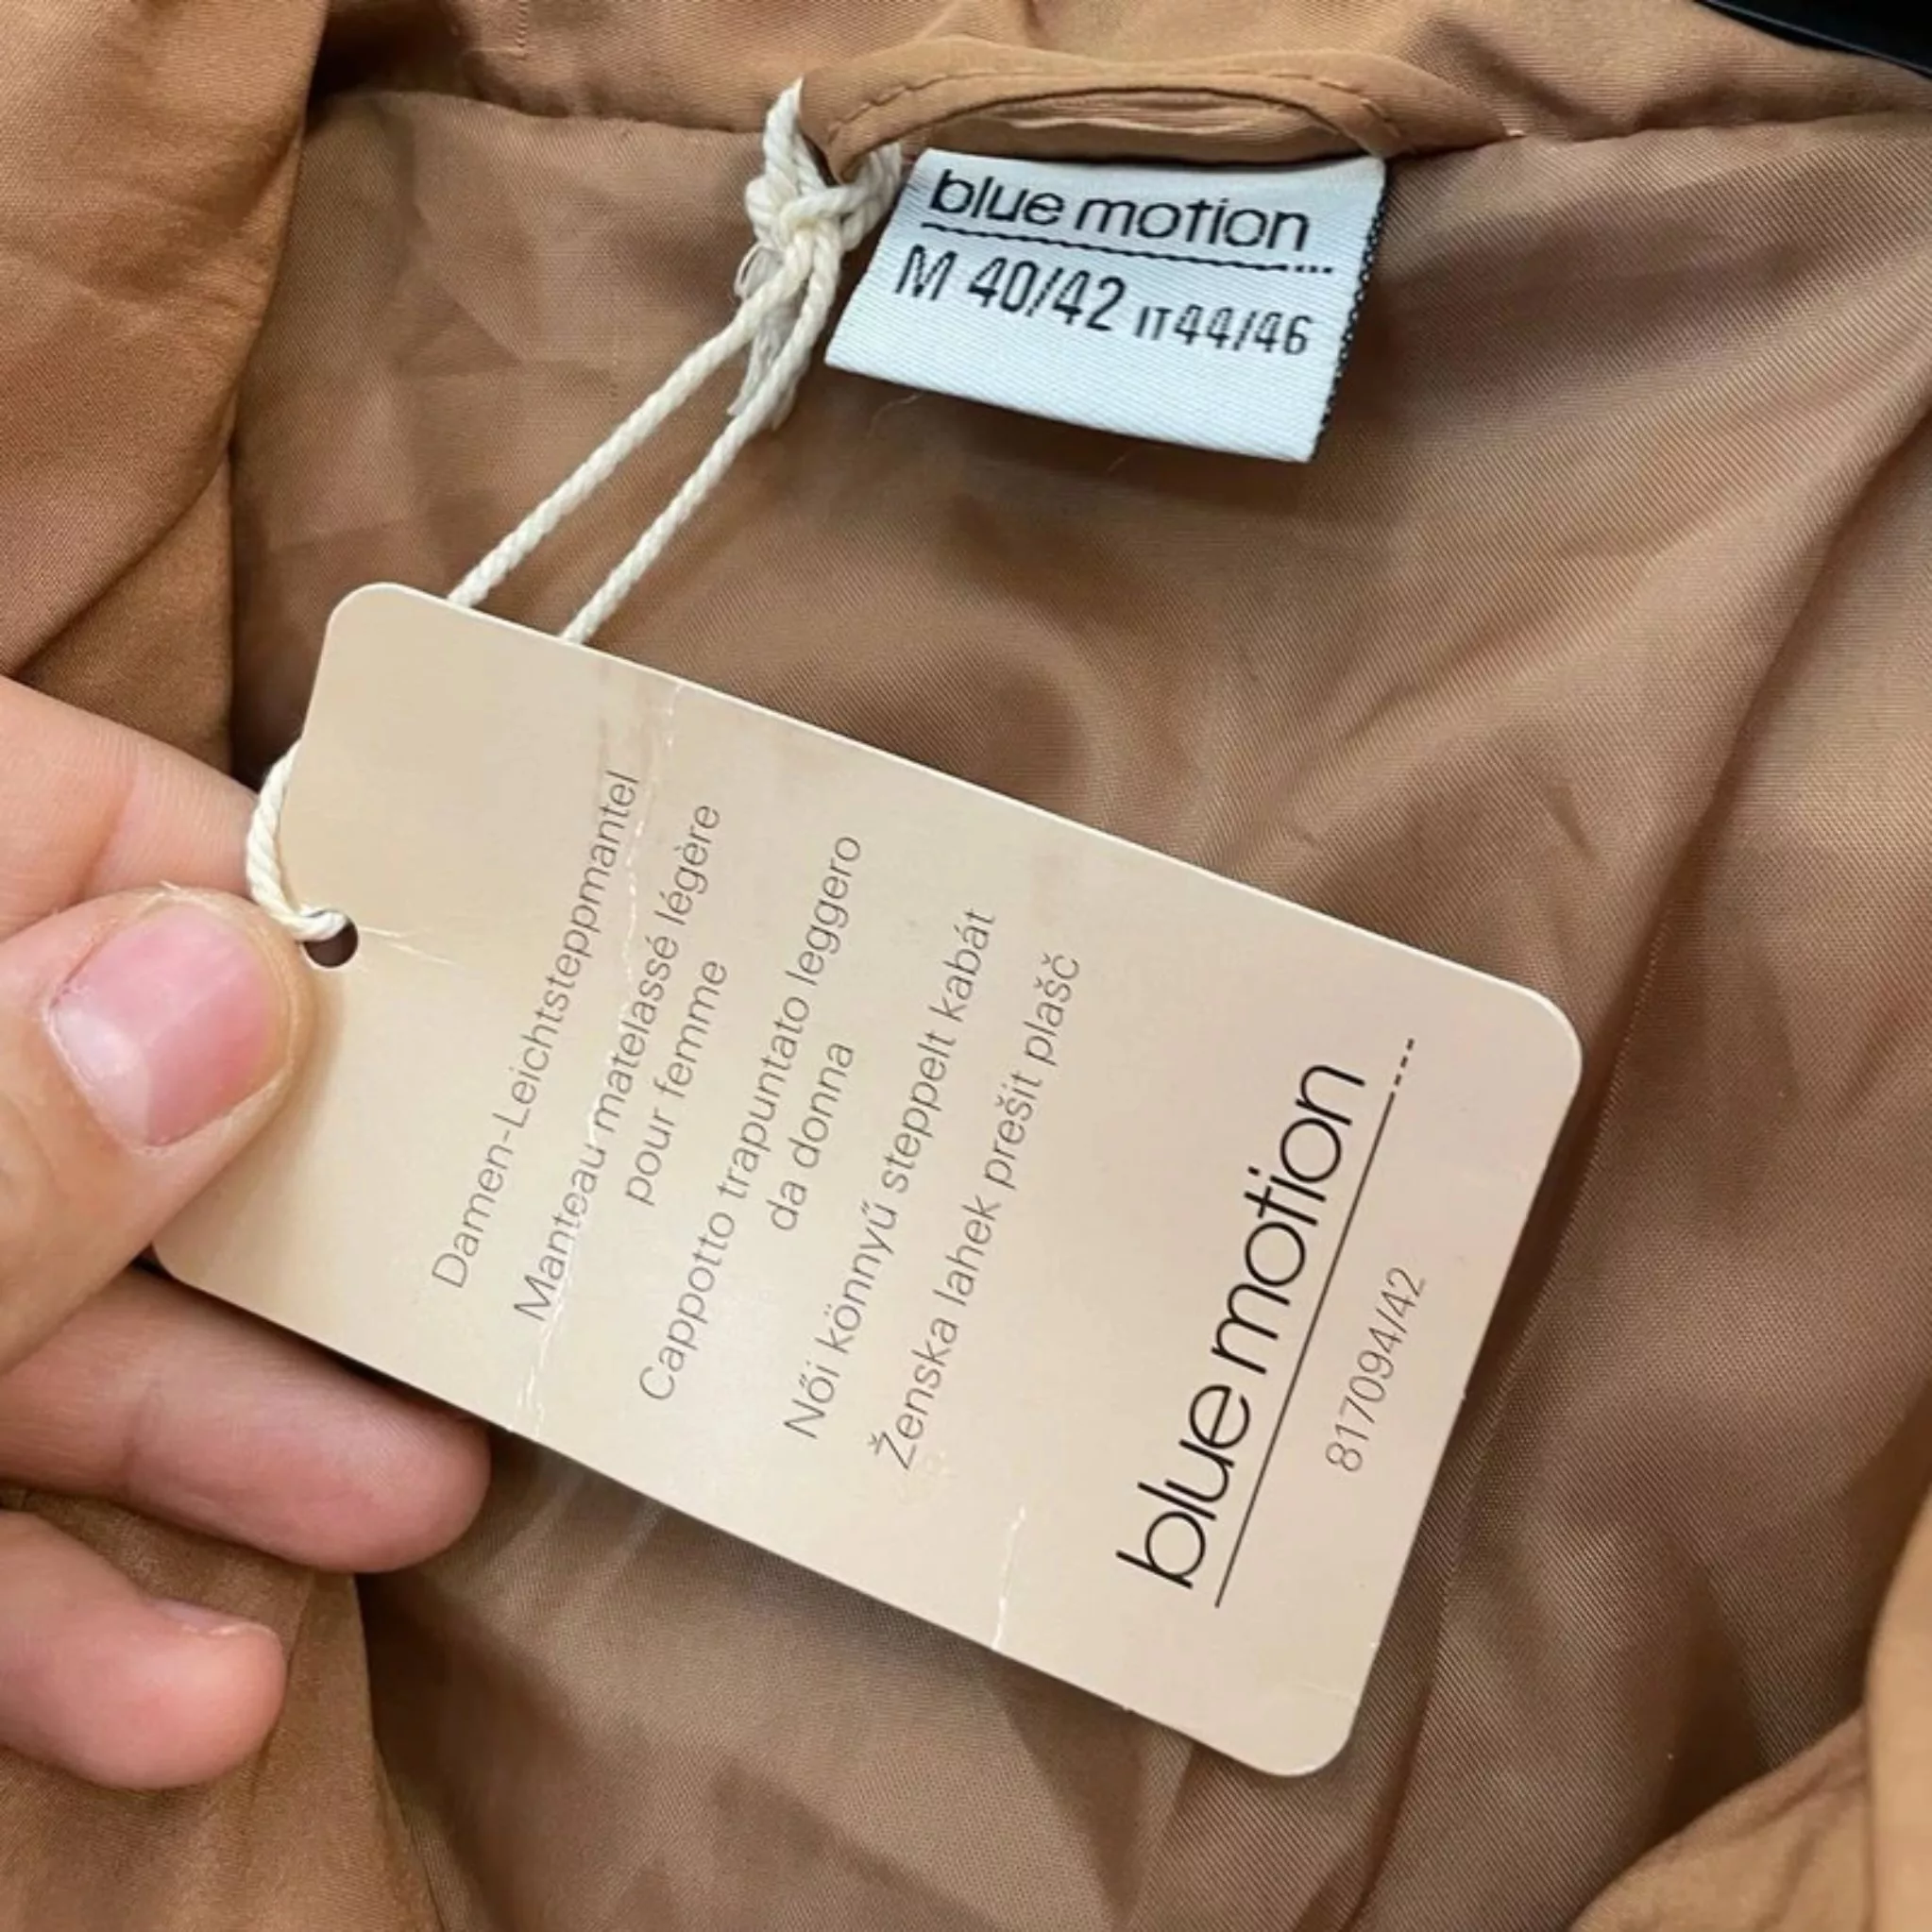 blue motion
M 40/42 IT44/46
Damen-Leichtsteppmantel
Manteau matelassé légère
pour femme
Cappotto trapuntato leggero
da donna
Női könnyű steppelt kabát
Ženska lahek prešit plašč
blue motion
817094/42